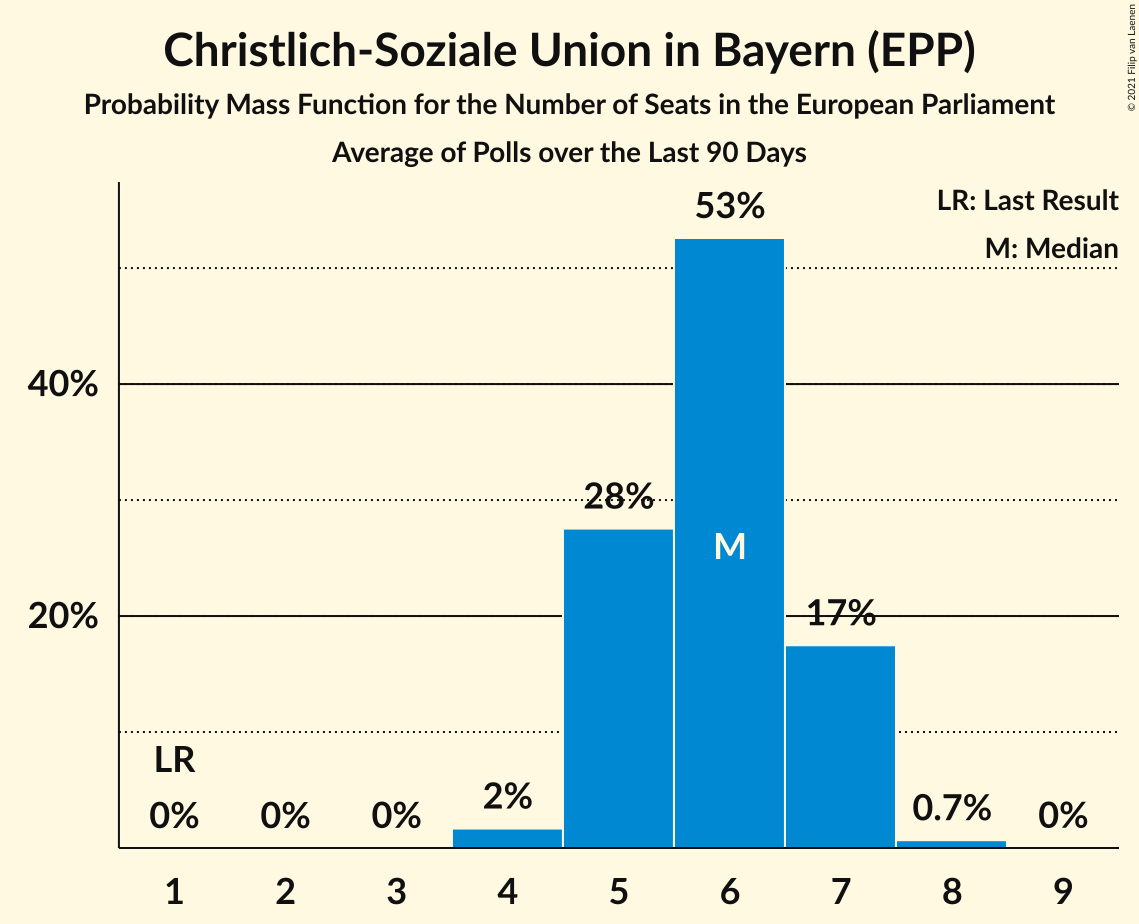 Christlich-Soziale Union in Bayern (EPP)
Probability Mass Function for the Number of Seats in the European Parliament
Average of Polls over the Last 90 Days
© 2021 Filip van Laenen
LR: Last Result
M: Median
53%
40%
28%
M
20%
17%
LR
0%
0%
0%
2%
0.7%
0%
1 2 3 4 5 6 7 8 9